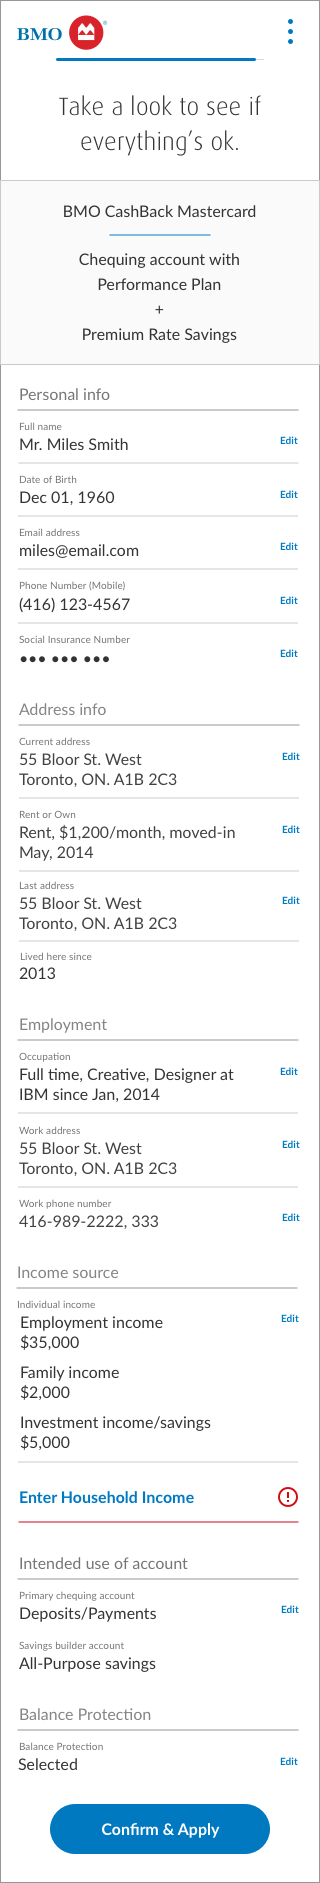 BMO
Take a look to see if
everything's ok.
BMO CashBack Mastercard
Chequing account with
Performance Plan
+
Premium Rate Savings
Personal info
Full name
Mr. Miles Smith
Edit
Date of Birth
Dec 01, 1960
Edit
Email address
miles@email.com
Edit
Phone Number (Mobile)
(416) 123-4567
Edit
Social Insurance Number
●●● ●●● ●●●
Edit
Address info
Current address
55 Bloor St. West
Edit
Toronto, ON. A1B 2C3
Rent or Own
Rent, $1,200/month, moved-in
Edit
May, 2014
Last address
55 Bloor St. West
Edit
Toronto, ON. A1B 2C3
Lived here since
2013
Employment
Occupation
Full time, Creative, Designer at
Edit
IBM since Jan, 2014
Work address
55 Bloor St. West
Edit
Toronto, ON. A1B 2C3
Work phone number
416-989-2222, 333
Edit
Income source
Individual income
Employment income
Edit
$35,000
Family income
$2,000
Investment income/savings
$5,000
Enter Household Income
Intended use of account
Primary chequing account
Deposits/Payments
Edit
Savings builder account
All-Purpose savings
Balance Protection
Balance Protection
Selected
Edit
Confirm & Apply